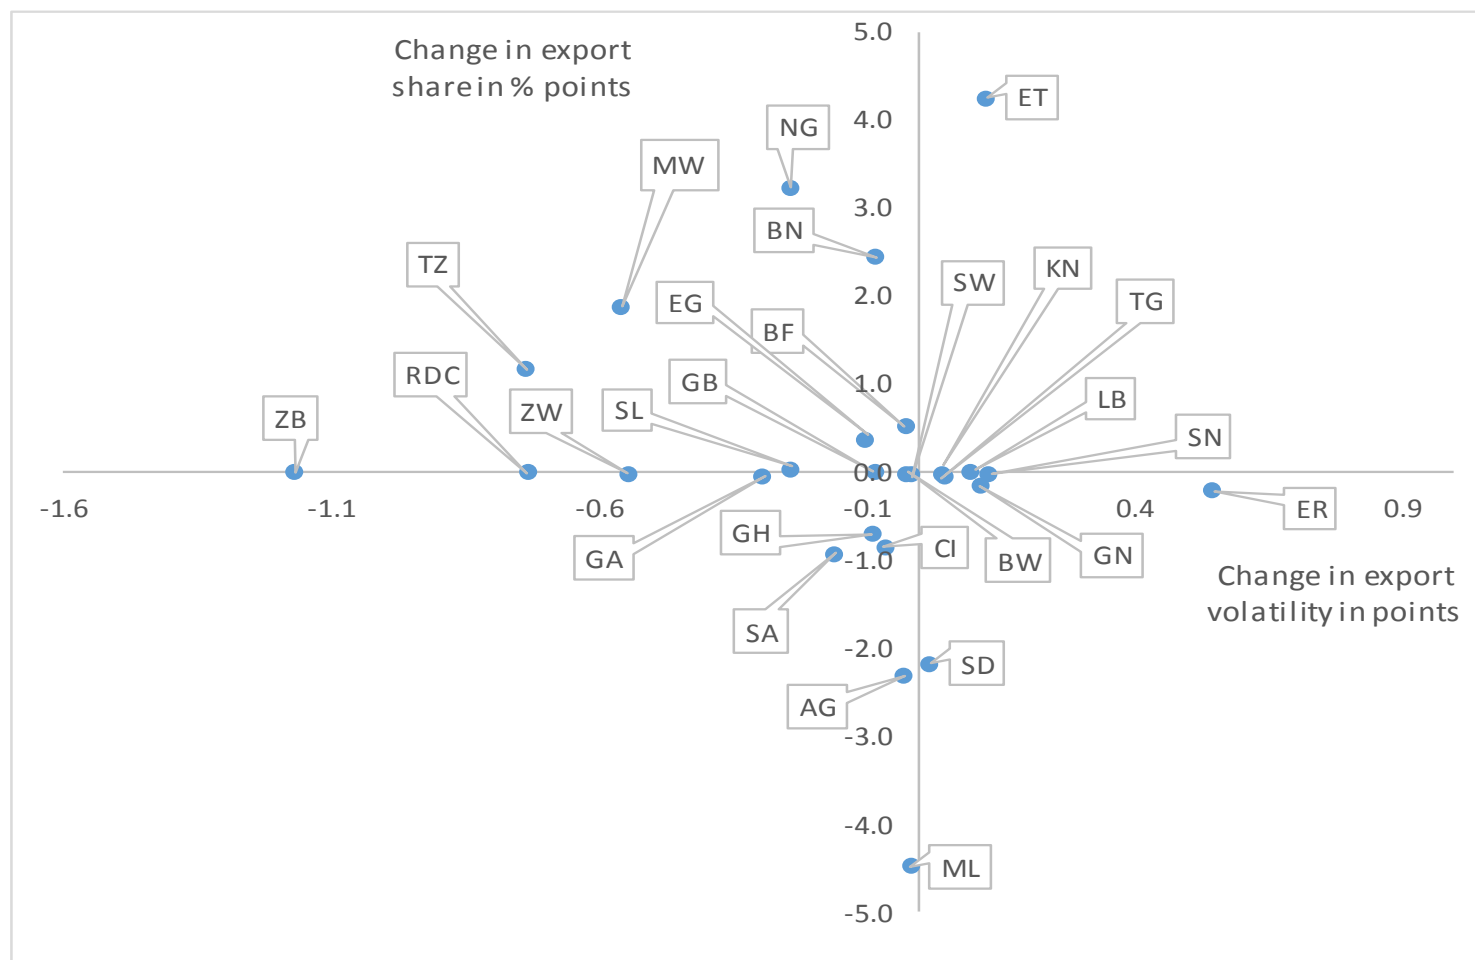 5.0
Change in export
share in % points
ET
4.0
NG
MW
3.0
BN
TZ
SW
KN
EG
2.0
TG
BF
RDC
GB
1.0
LB
ZW
SL
ZB
SN
0.0
-1.6
-1.1
-0.6
-0.1
0.4
0.9
ER
GH
CI
GA
-1.0
BW
GN
Change in export
volatility in points
SA
-2.0
SD
AG
-3.0
-4.0
ML
-5.0